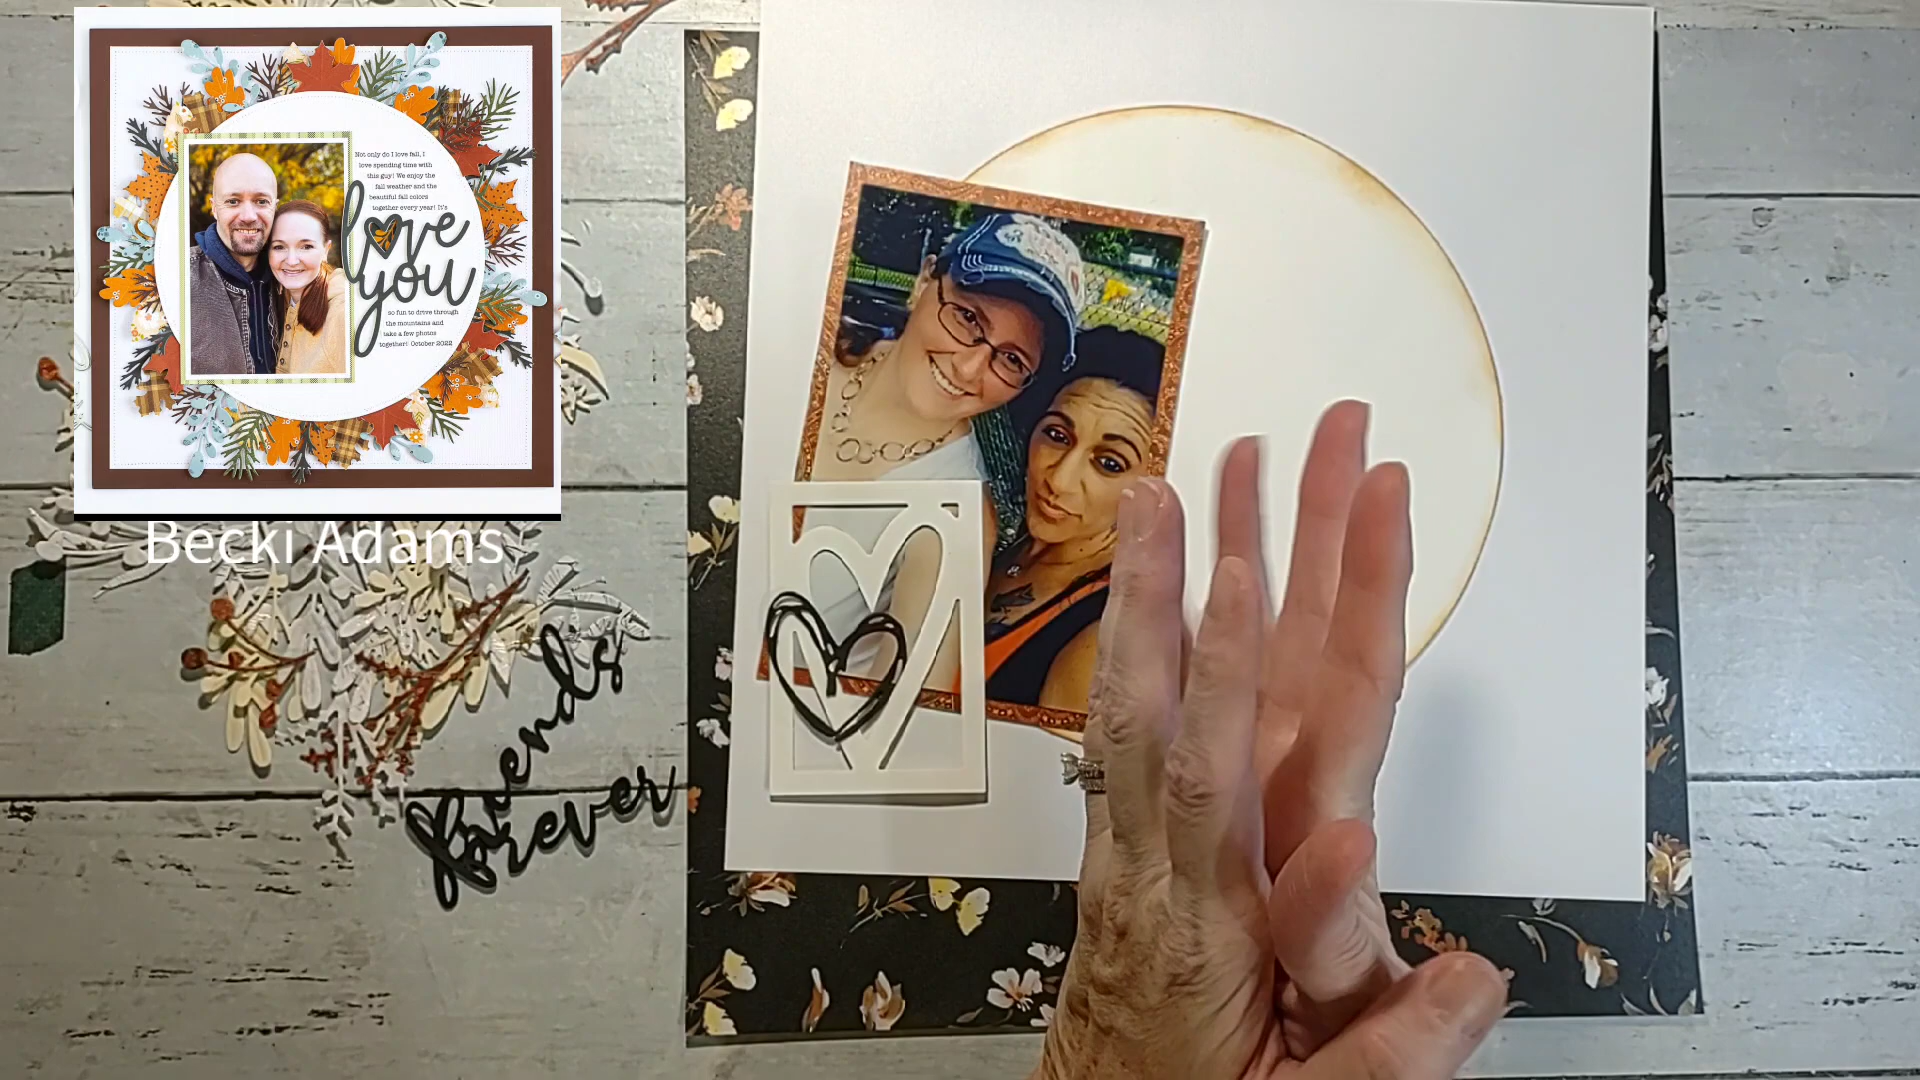 Not only do I love fall, I
love spending time with
this guy! We enjoy the
fall weather and the
beautiful fall colors
together every year! It's
love
you
so fun to drive through
the mountains and
take a few photos
together! October 2022
Becki Adams
friends
forever